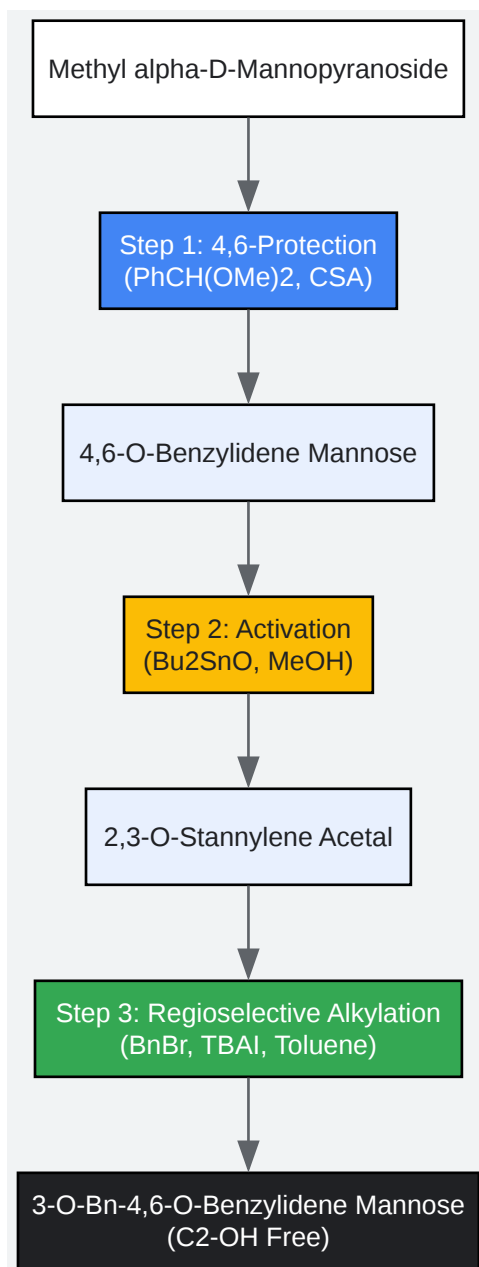 Methyl alpha-D-Mannopyranoside
Step 1: 4,6-Protection
(PhCH(OMe)2, CSA)
4,6-O-Benzylidene Mannose
Step 2: Activation
(Bu2SnO, MeOH)
2,3-O-Stannylene Acetal
Step 3: Regioselective Alkylation
(BnBr, TBAI, Toluene)
3-O-Bn-4,6-O-Benzylidene Mannose
(C2-OH Free)